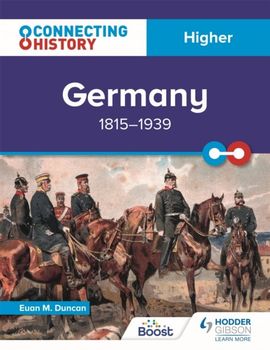 CONNECTING
HISTORY
Higher
Germany
1815–1939
Euan M. Duncan
Boost
HODDER
GIBSON
LEARN MORE